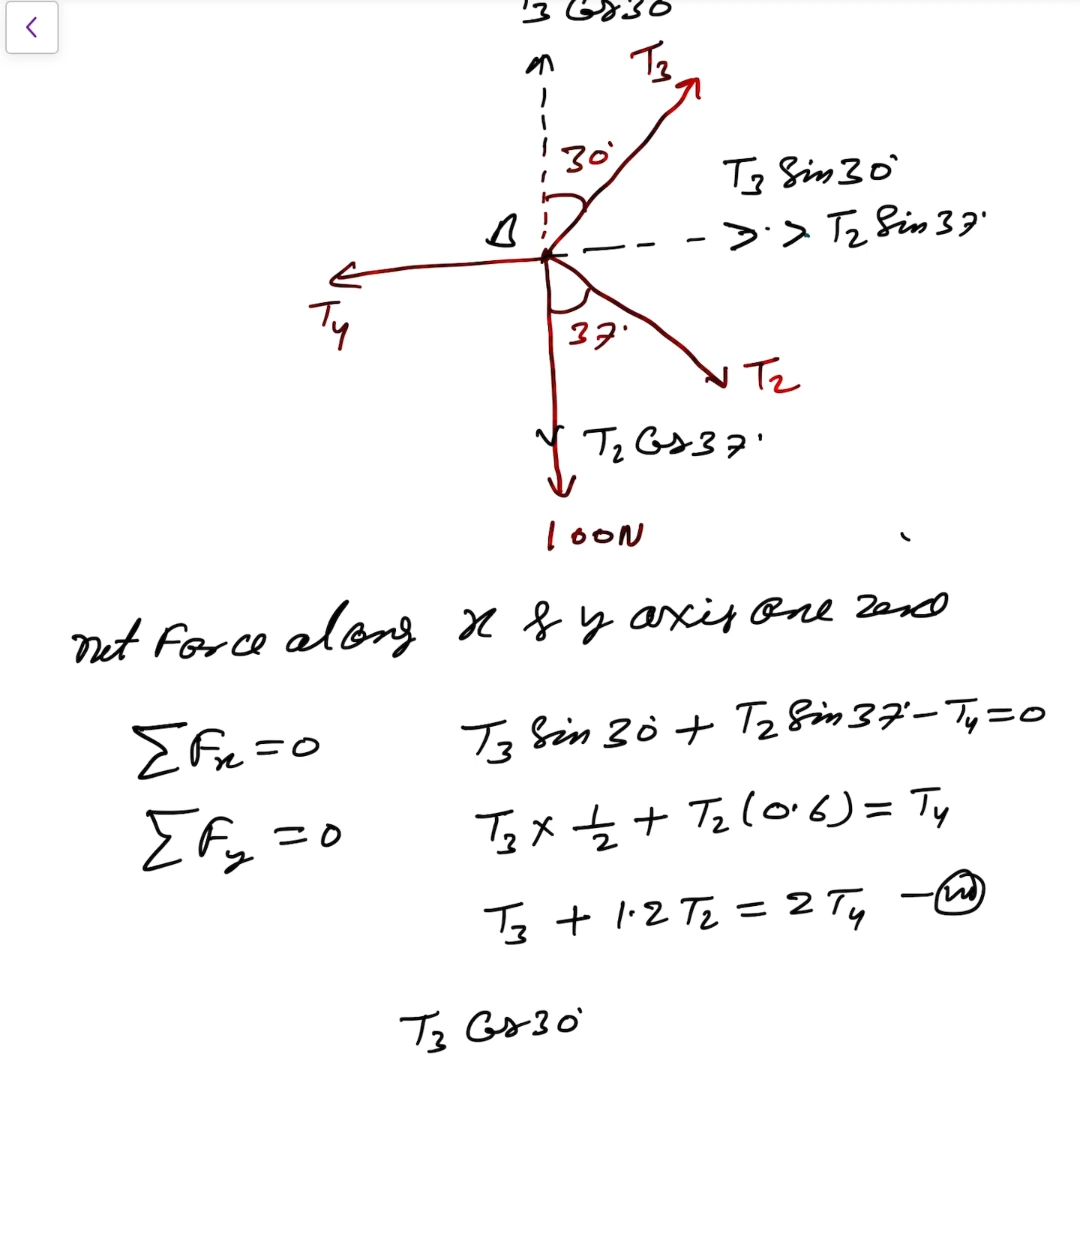 T₃ Cos30
T₃
30°
T₃ Sin30°
B
T₂ Sin37°
T₄
37°
T₂
T₂ Cos37°
100N
net Force along x & y axis are zero
ΣFx=0 T₃ Sin30° + T₂ Sin37° - T₄=0
ΣFy=0 T₃ × 1/2 + T₂(0.6) = T₄
T₃ + 1.2 T₂ = 2 T₄ -(iii)
T₃ Cos30°